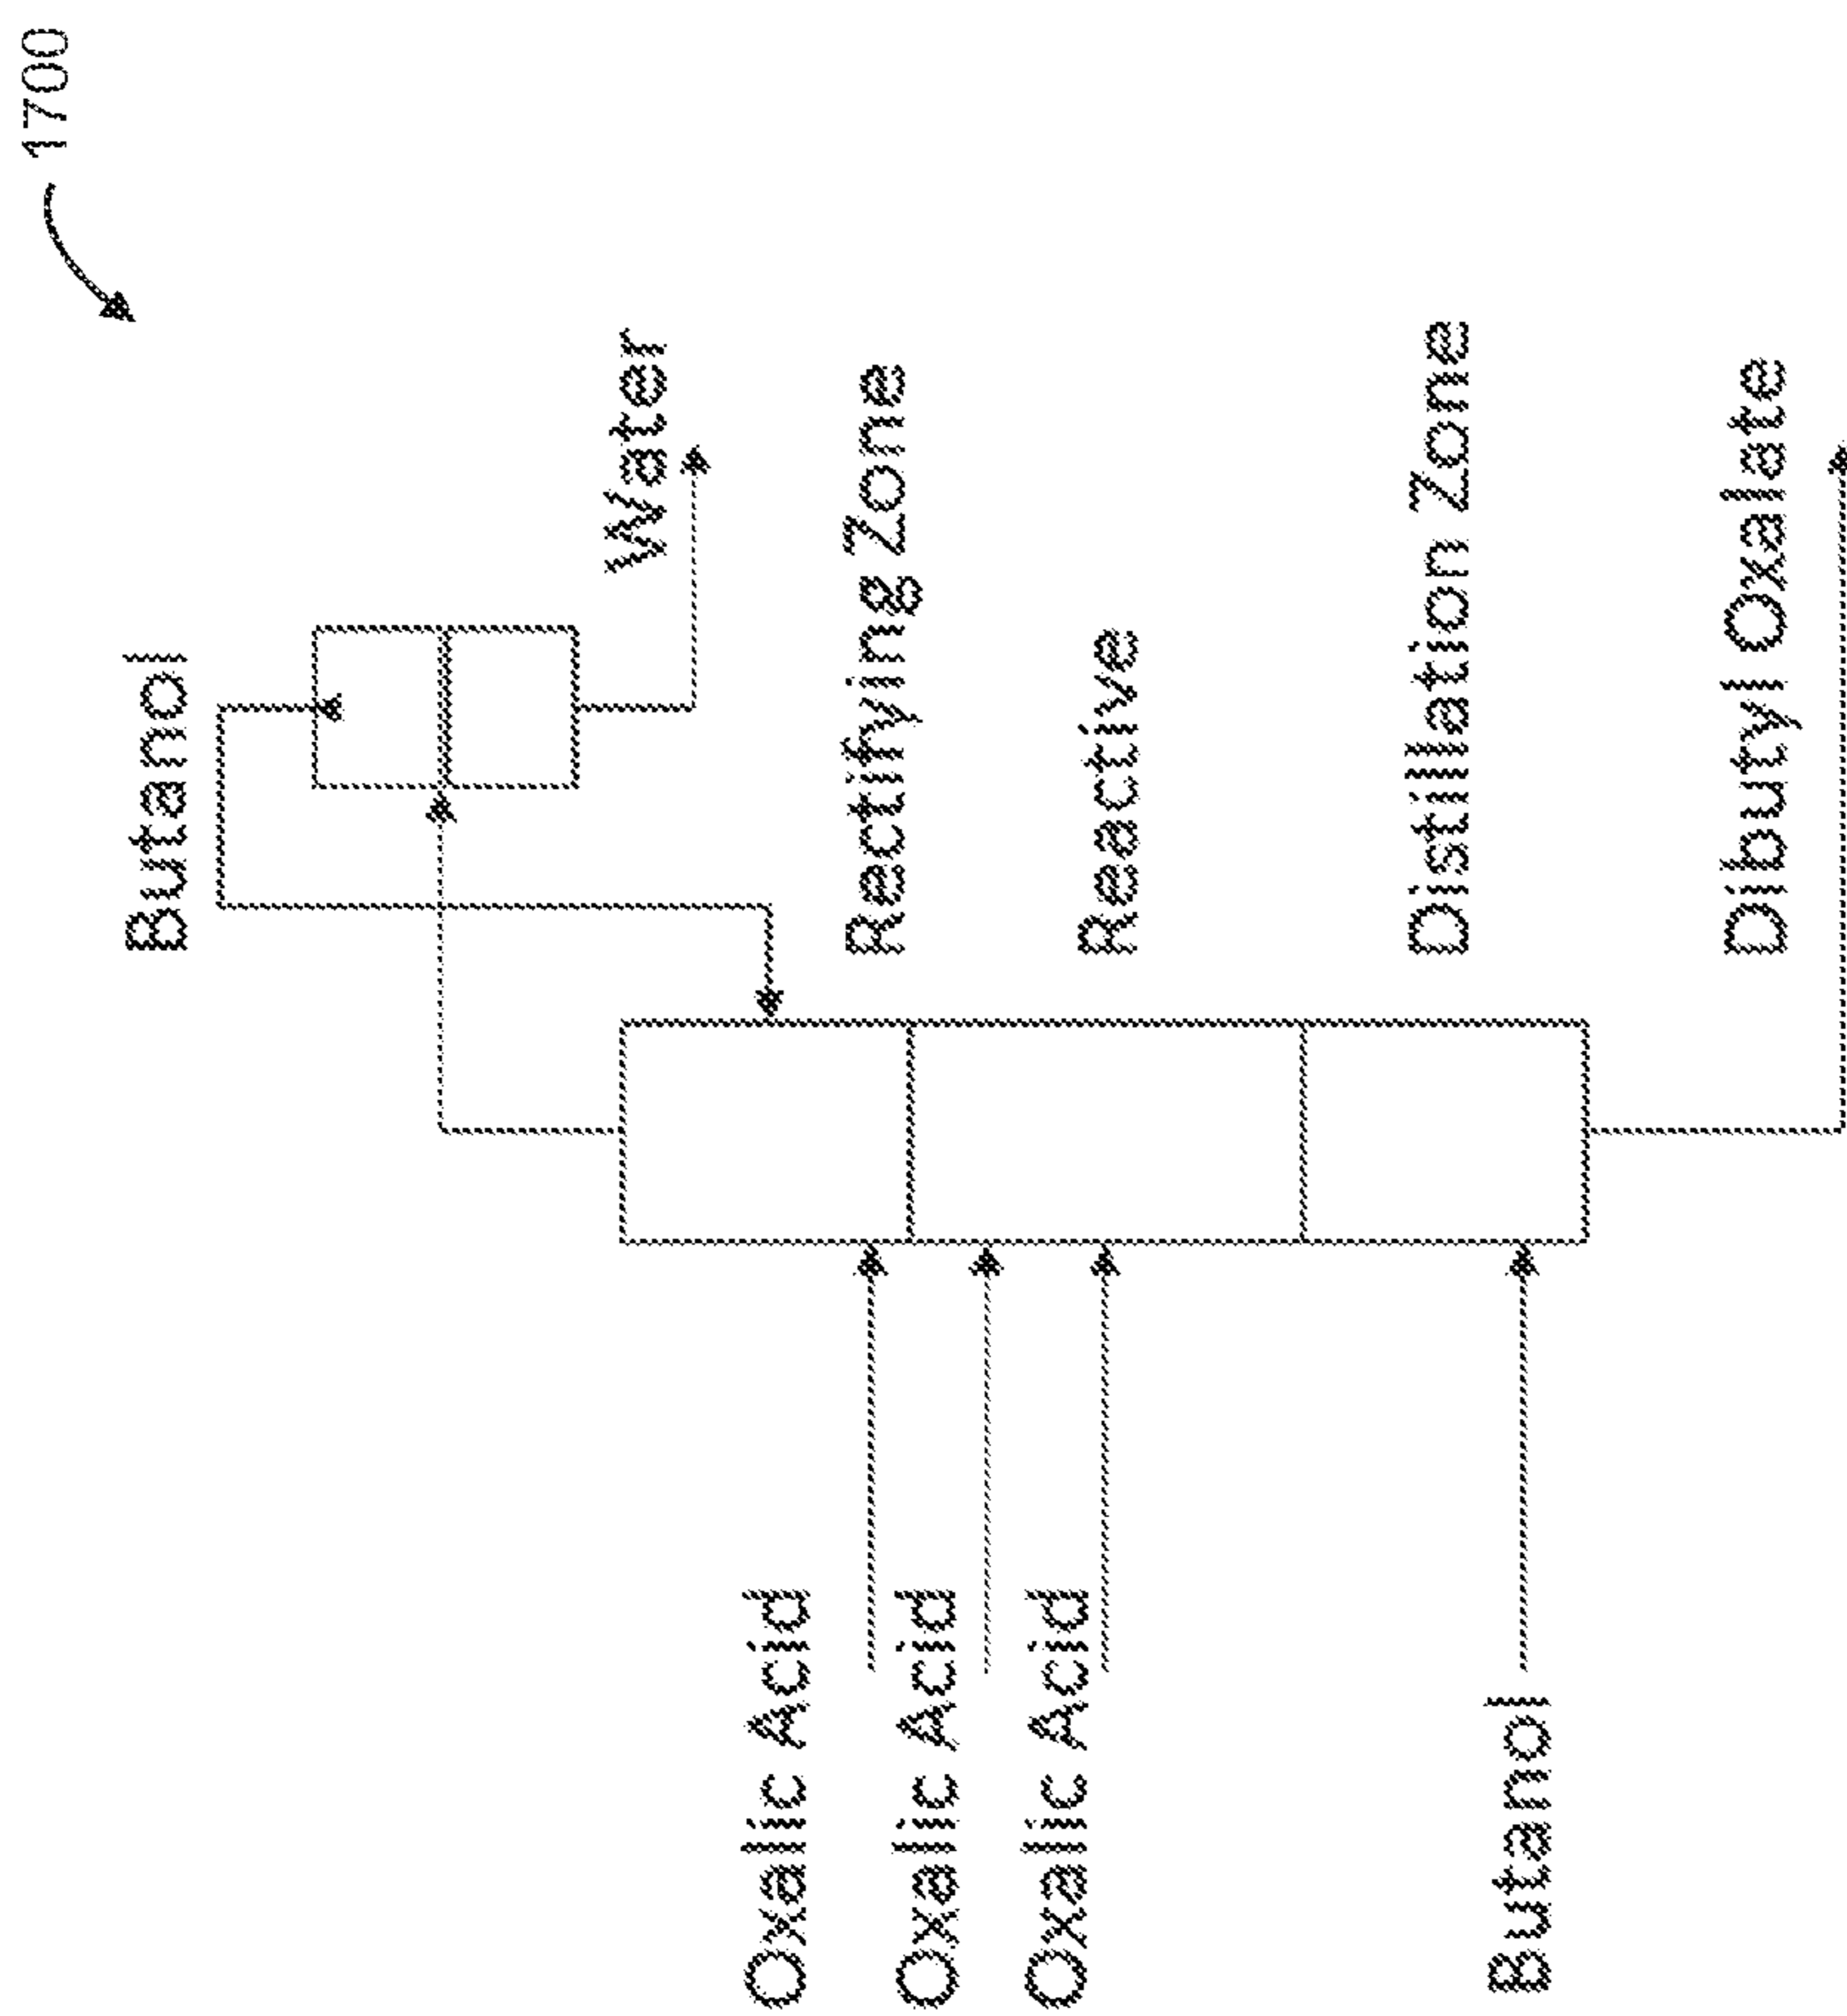 1700
Butanol
Water
Oxalic Acid
Rectifying Zone
Oxalic Acid
Oxalic Acid
Reactive
Distillation Zone
Butanol
Dibutyl Oxalate